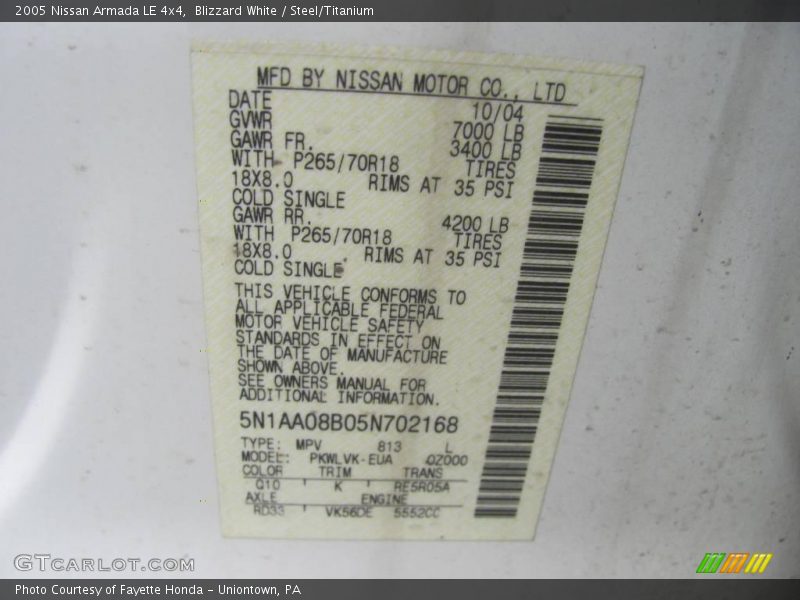 2005 Nissan Armada LE 4x4,  Blizzard White / Steel/Titanium
MFD BY NISSAN MOTOR CO., LTD
DATE 10/04
GVWR 7000 LB
GAWR FR. 3400 LB
WITH P265/70R18 TIRES
18X8.0 RIMS AT 35 PSI
COLD SINGLE
GAWR RR. 4200 LB
WITH P265/70R18 TIRES
18X8.0 RIMS AT 35 PSI
COLD SINGLE
THIS VEHICLE CONFORMS TO
ALL APPLICABLE FEDERAL
MOTOR VEHICLE SAFETY
STANDARDS IN EFFECT ON
THE DATE OF MANUFACTURE
SHOWN ABOVE.
SEE OWNERS MANUAL FOR
ADDITIONAL INFORMATION.
5N1AA08B05N702168
TYPE: MPV 813 L
MODEL: PKWLVK-EUA QZ000
COLOR TRIM TRANS
Q10 K RE5R05A
AXLE ENGINE
RD33 VK56DE 5552CC
GTCARLOT.COM
Photo Courtesy of Fayette Honda – Uniontown, PA